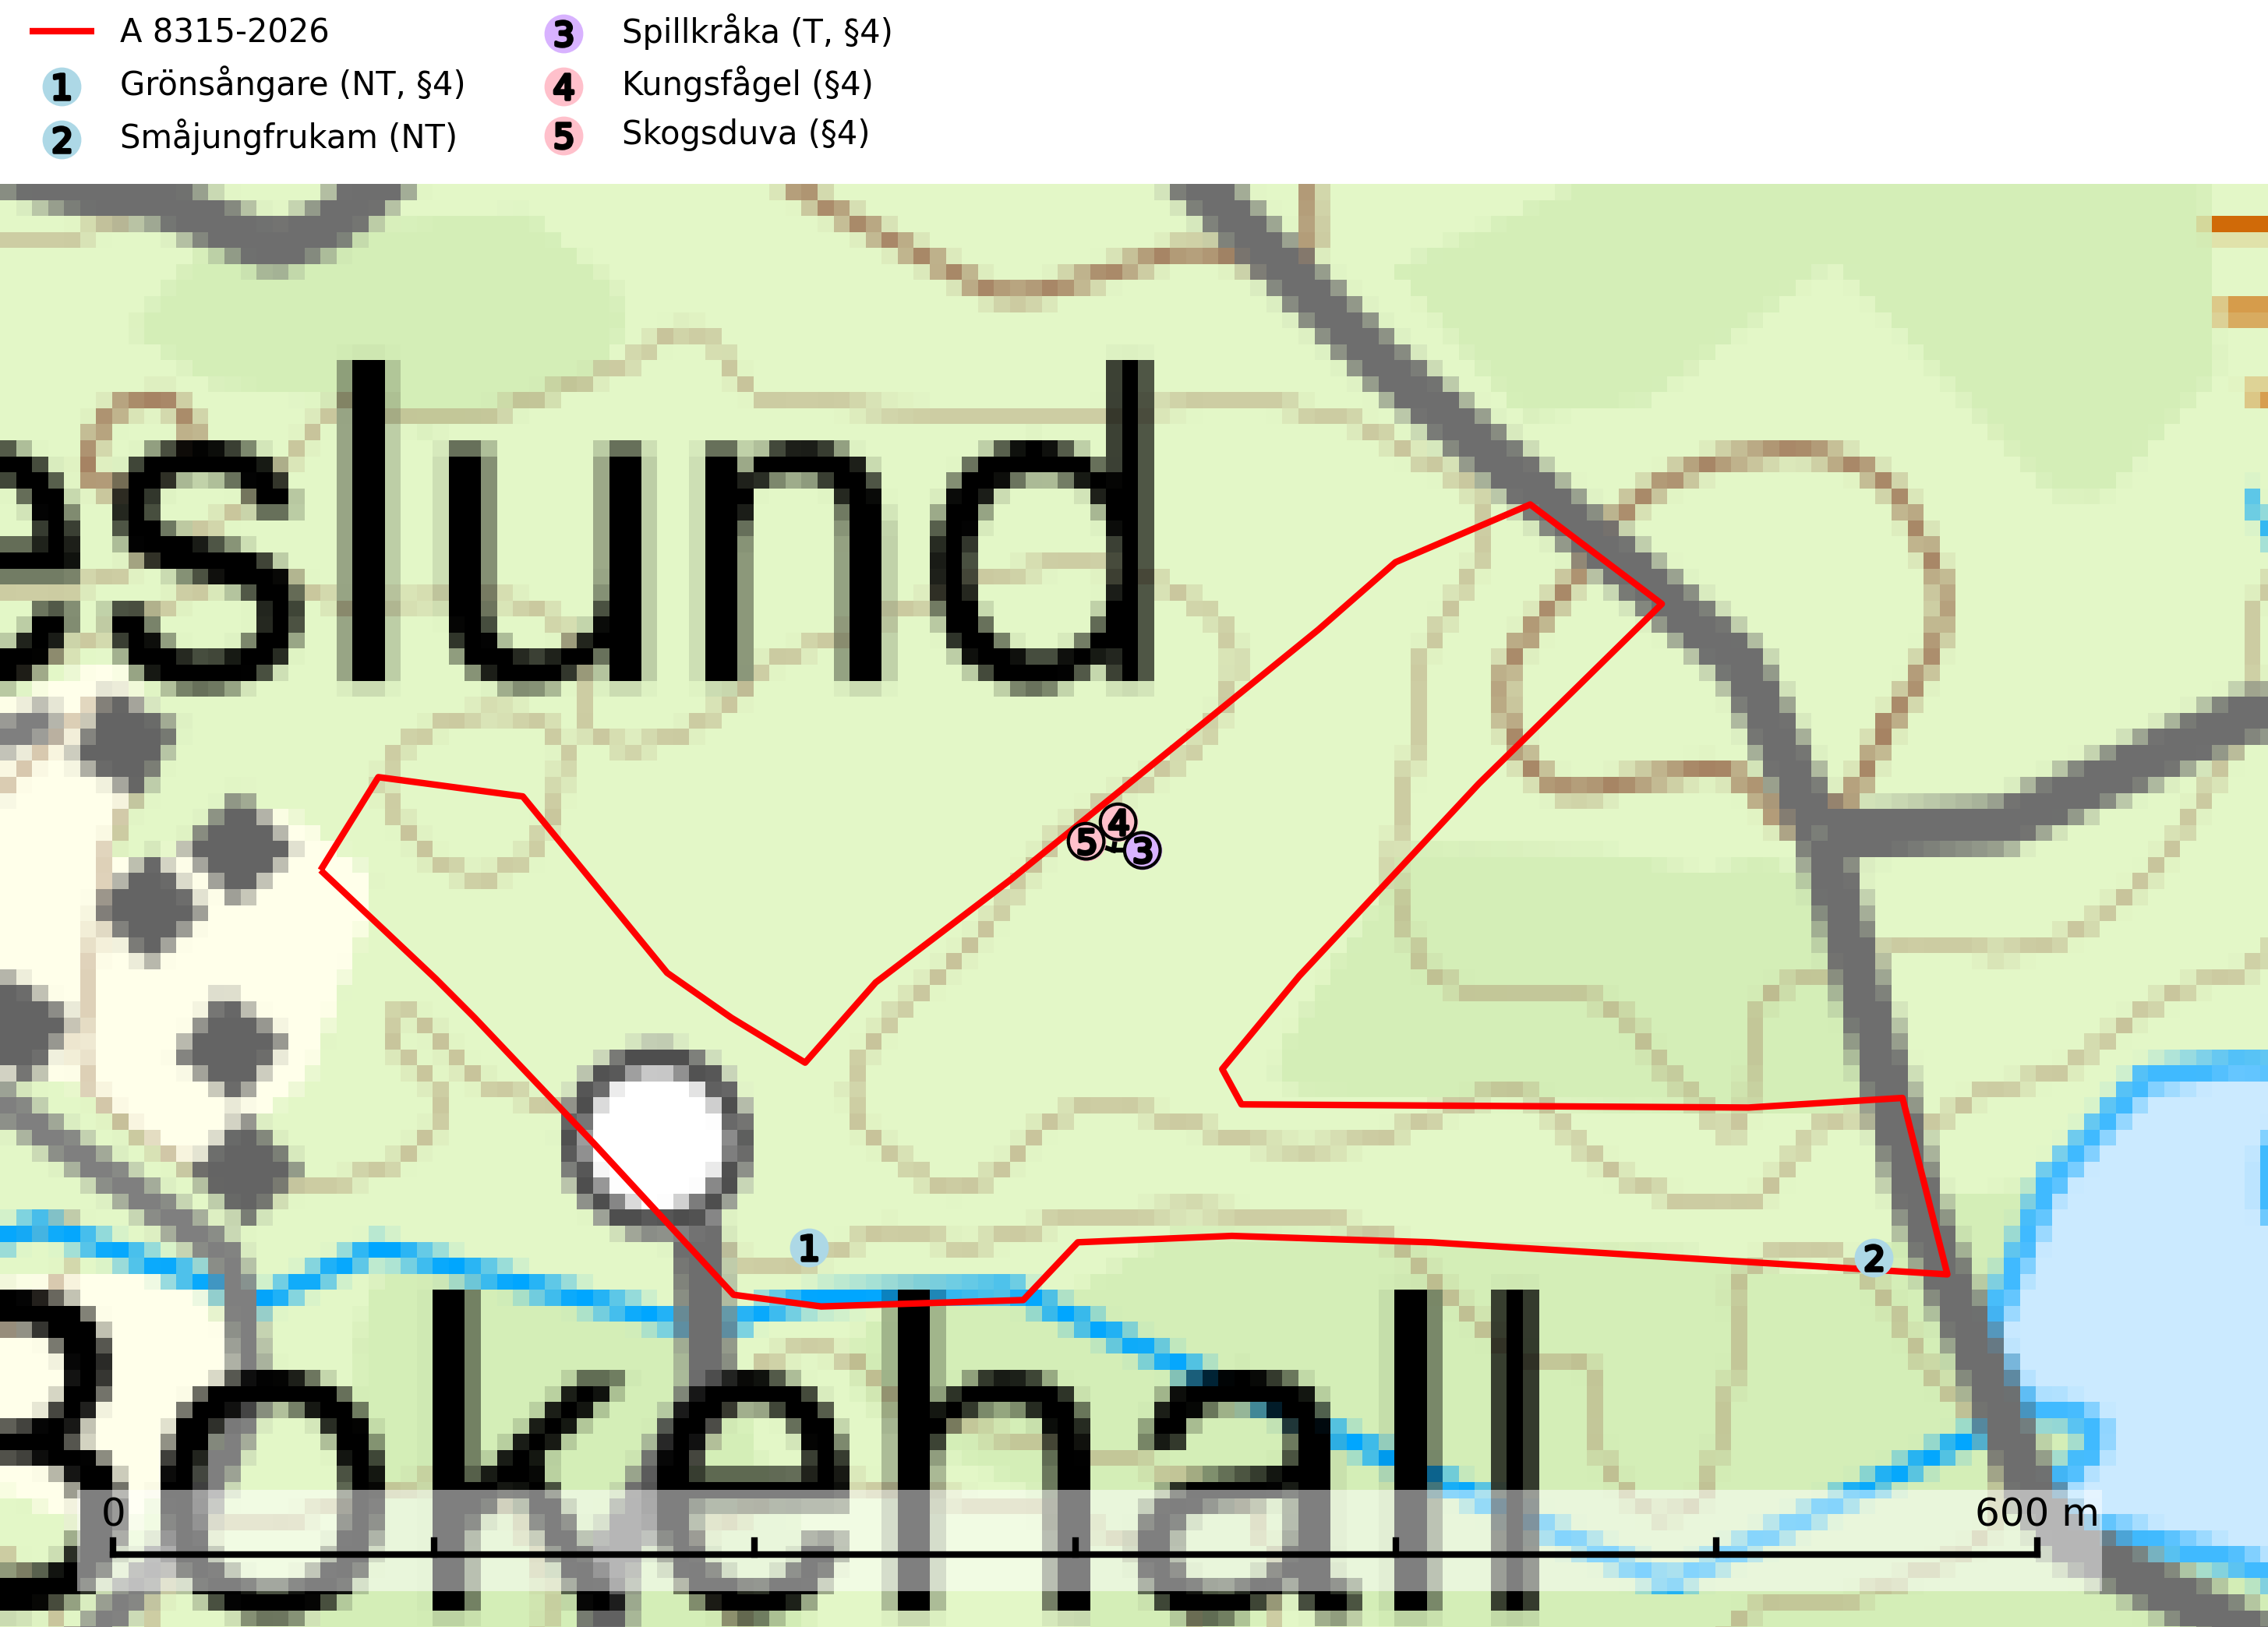 A 8315-2026
1 Grönsångare (NT, §4)
2 Småjungfrukam (NT)
3 Spillkråka (T, §4)
4 Kungsfågel (§4)
5 Skogsduva (§4)
eslund
4
5 3
1
2
Bokehall
0 600 m